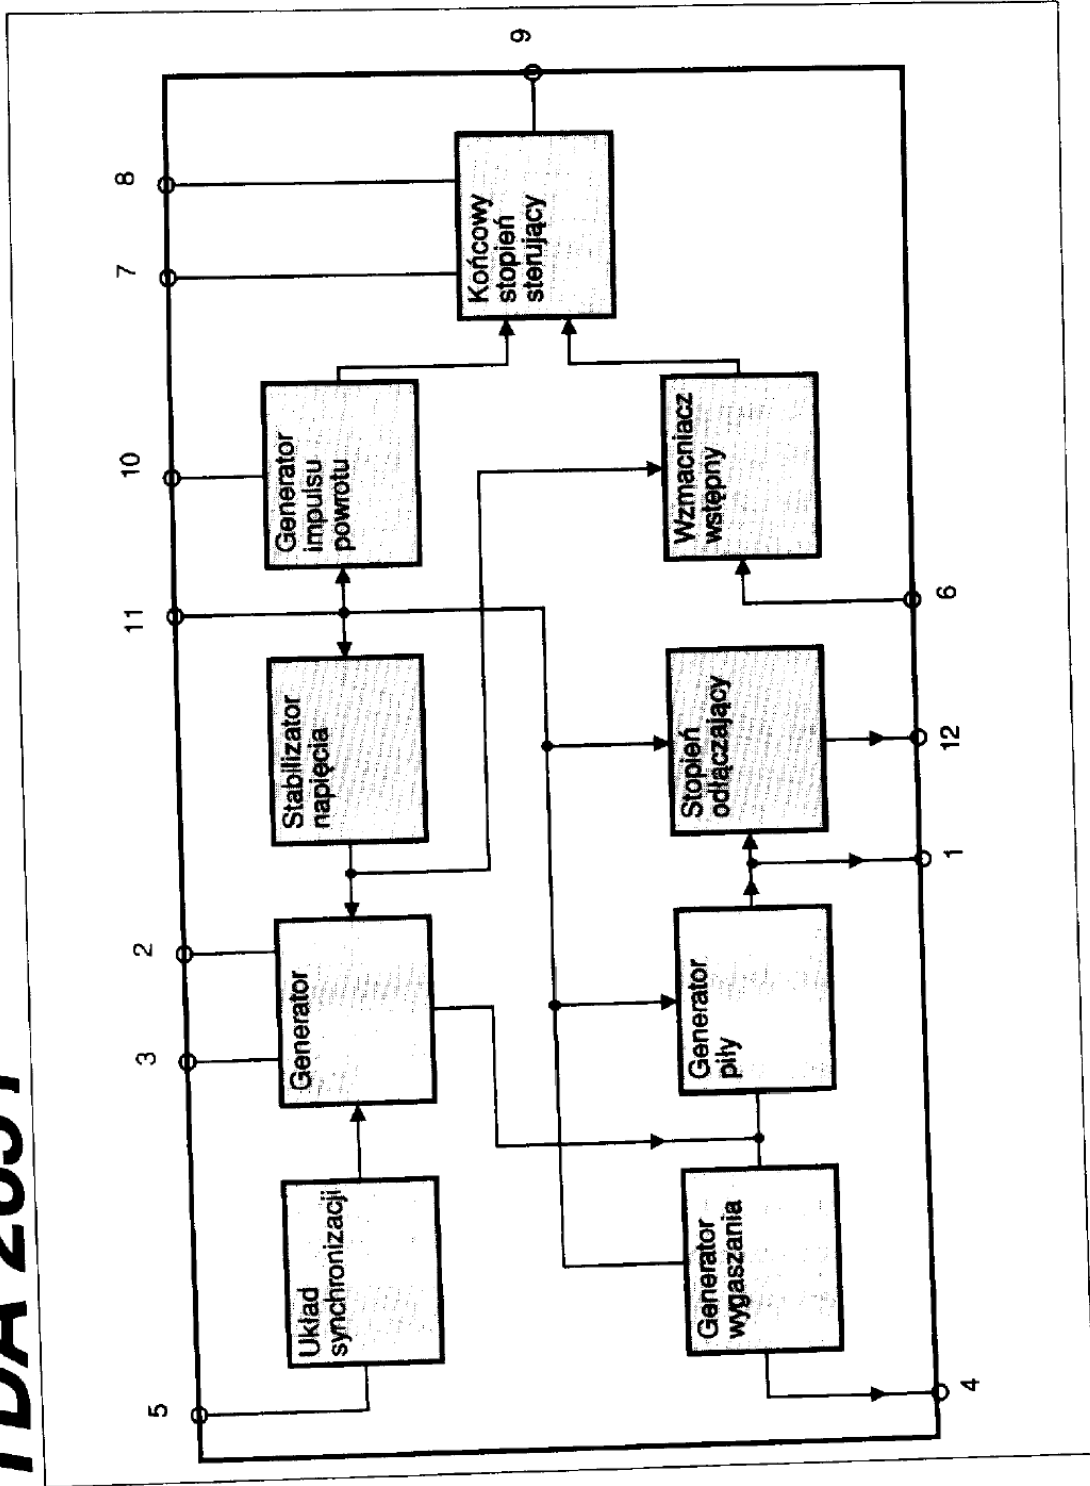 TDA
5
3
2
11
10
7
8
Układ
synchronizacji
Generator
Stabilizator
napięcia
Generator
impulsu
powrotu
Końcowy
stopień
sterujący
9
Generator
wygaszania
Generator
piły
Stopień
odłączający
Wzmacniacz
wstępny
4
1
12
6